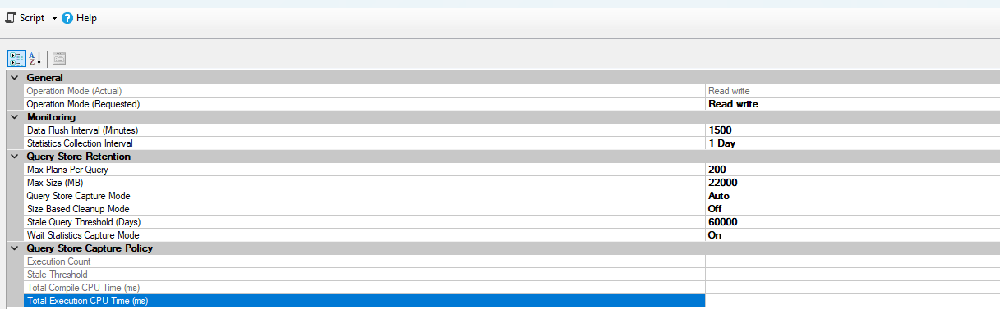 Script Help
General
Operation Mode (Actual) Read write
Operation Mode (Requested) Read write
Monitoring
Data Flush Interval (Minutes) 1500
Statistics Collection Interval 1 Day
Query Store Retention
Max Plans Per Query 200
Max Size (MB) 22000
Query Store Capture Mode Auto
Size Based Cleanup Mode Off
Stale Query Threshold (Days) 60000
Wait Statistics Capture Mode On
Query Store Capture Policy
Execution Count
Stale Threshold
Total Compile CPU Time (ms)
Total Execution CPU Time (ms)